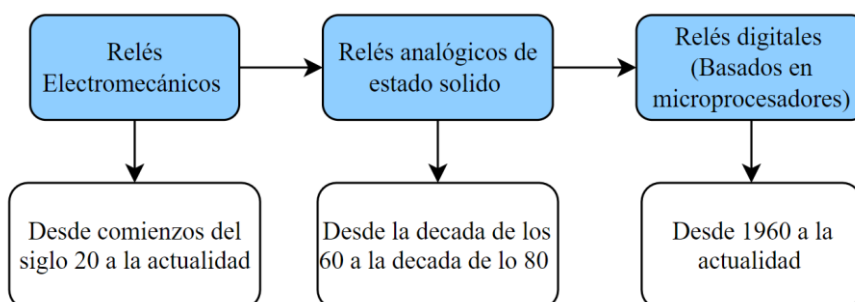 Relés
Electromecánicos
Relés analógicos de
estado solido
Relés digitales
(Basados en
microprocesadores)
Desde comienzos del
siglo 20 a la actualidad
Desde la decada de los
60 a la decada de lo 80
Desde 1960 a la
actualidad